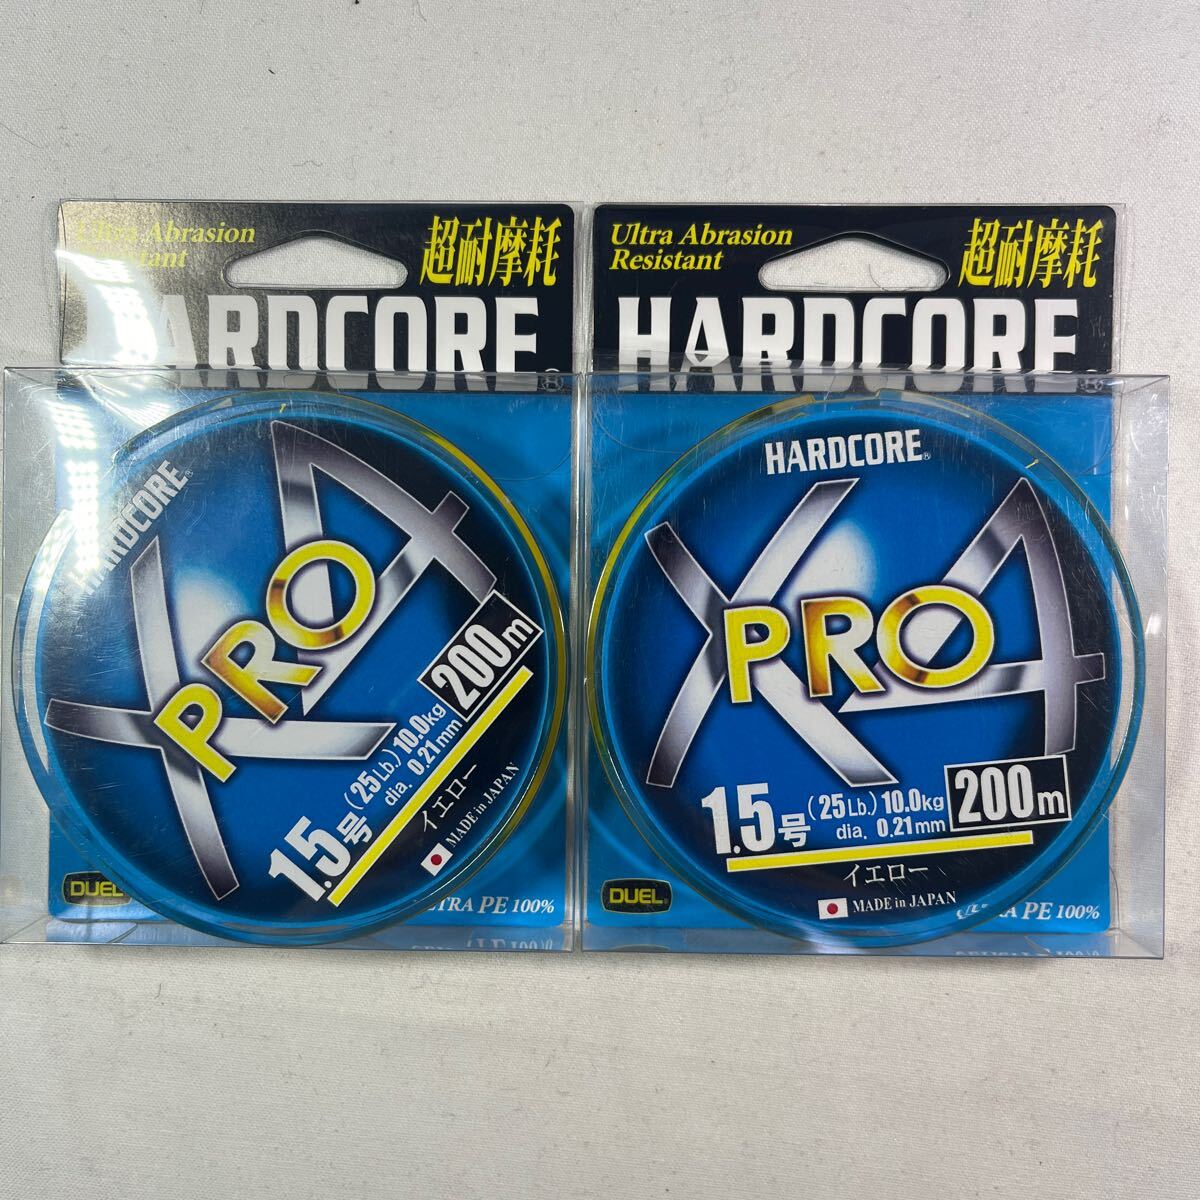 Ultra Abrasion
超耐摩耗
HARDCORE
HARDCORE®
X4
PRO
200m
1.5号 (25Lb.) 10.0kg
dia. 0.21mm
イエロー
MADE in JAPAN
DUEL®
PE 100%
Ultra Abrasion
Resistant
超耐摩耗
HARDCORE®
HARDCORE®
X4
PRO
1.5号 (25Lb.) 10.0kg
dia. 0.21mm
200m
イエロー
MADE in JAPAN
DUEL®
PE 100%